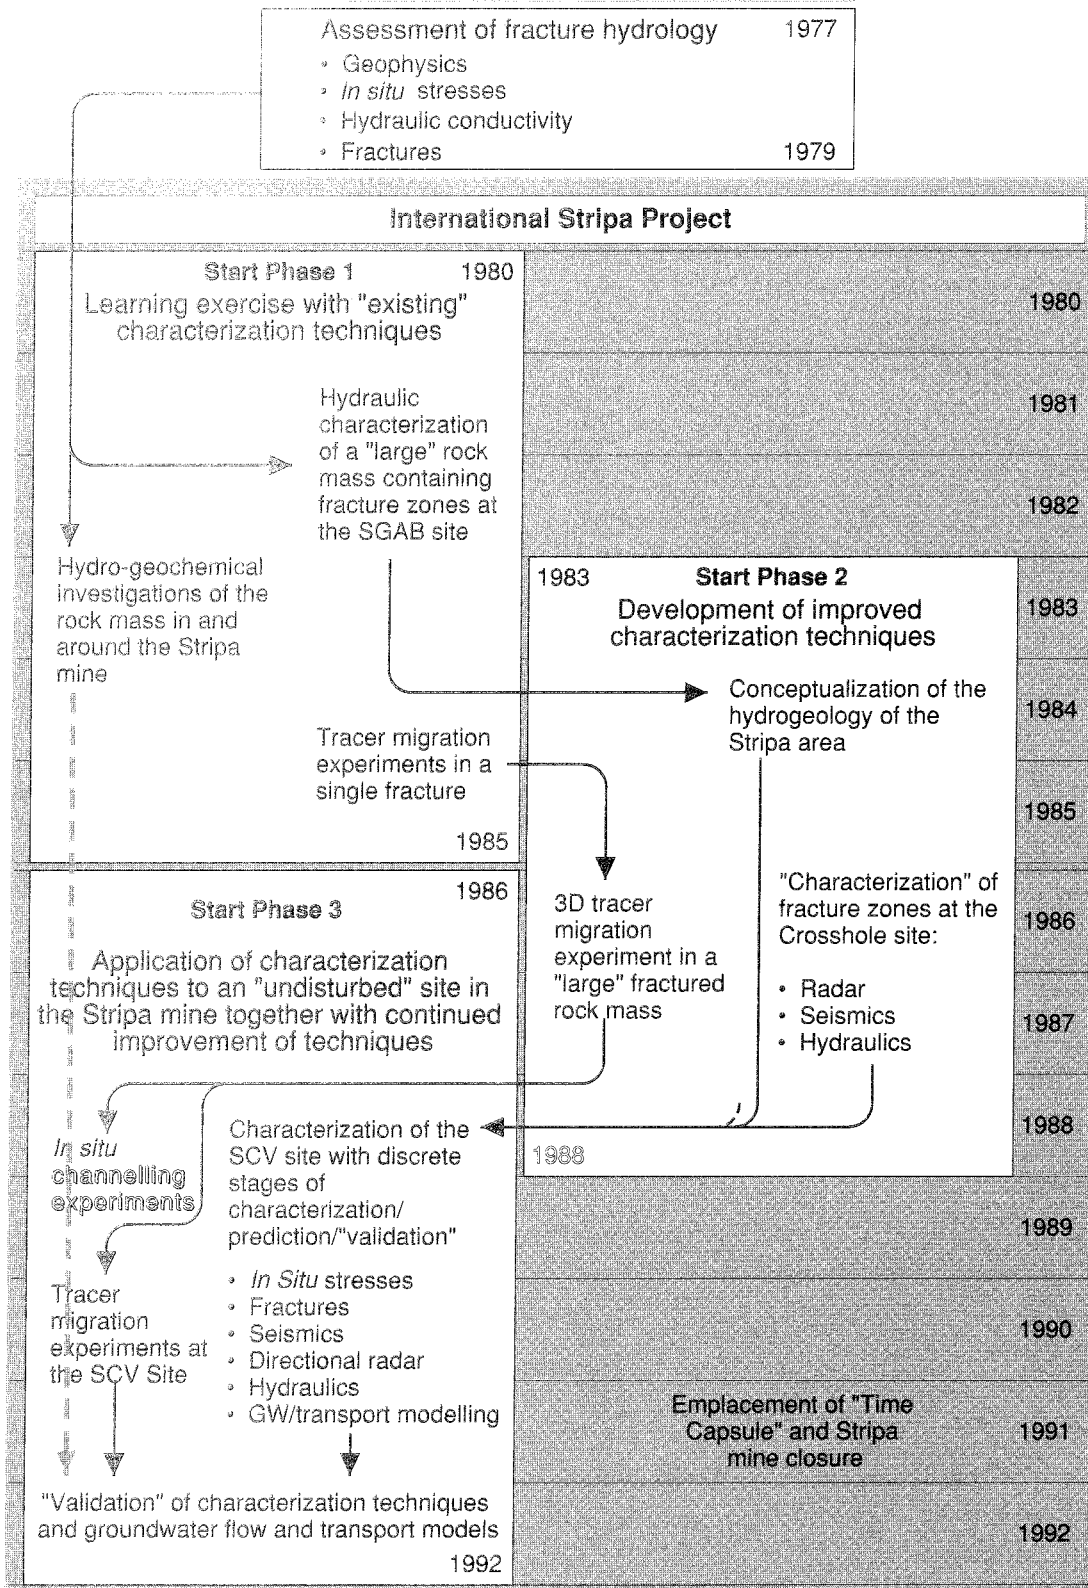 Assessment of fracture hydrology 1977
• Geophysics
• In situ stresses
• Hydraulic conductivity
• Fractures 1979
International Stripa Project
Start Phase 1 1980
Learning exercise with "existing"
characterization techniques
Hydraulic
characterization
of a "large" rock
mass containing
fracture zones at
the SGAB site
Hydro-geochemical
investigations of the
rock mass in and
around the Stripa
mine
Tracer migration
experiments in a
single fracture
1985
1983 Start Phase 2
Development of improved
characterization techniques
Conceptualization of the
hydrogeology of the
Stripa area
3D tracer
migration
experiment in a
"large" fractured
rock mass
"Characterization" of
fracture zones at the
Crosshole site:
• Radar
• Seismics
• Hydraulics
1988
1986
Start Phase 3
Application of characterization
techniques to an "undisturbed" site in
the Stripa mine together with continued
improvement of techniques
In situ
channelling
experiments
Tracer
migration
experiments at
the SCV Site
Characterization of the
SCV site with discrete
stages of
characterization/
prediction/"validation"
• In Situ stresses
• Fractures
• Seismics
• Directional radar
• Hydraulics
• GW/transport modelling
"Validation" of characterization techniques
and groundwater flow and transport models
1992
1980
1981
1982
1983
1984
1985
1986
1987
1988
1989
1990
Emplacement of "Time
Capsule" and Stripa
mine closure
1991
1992